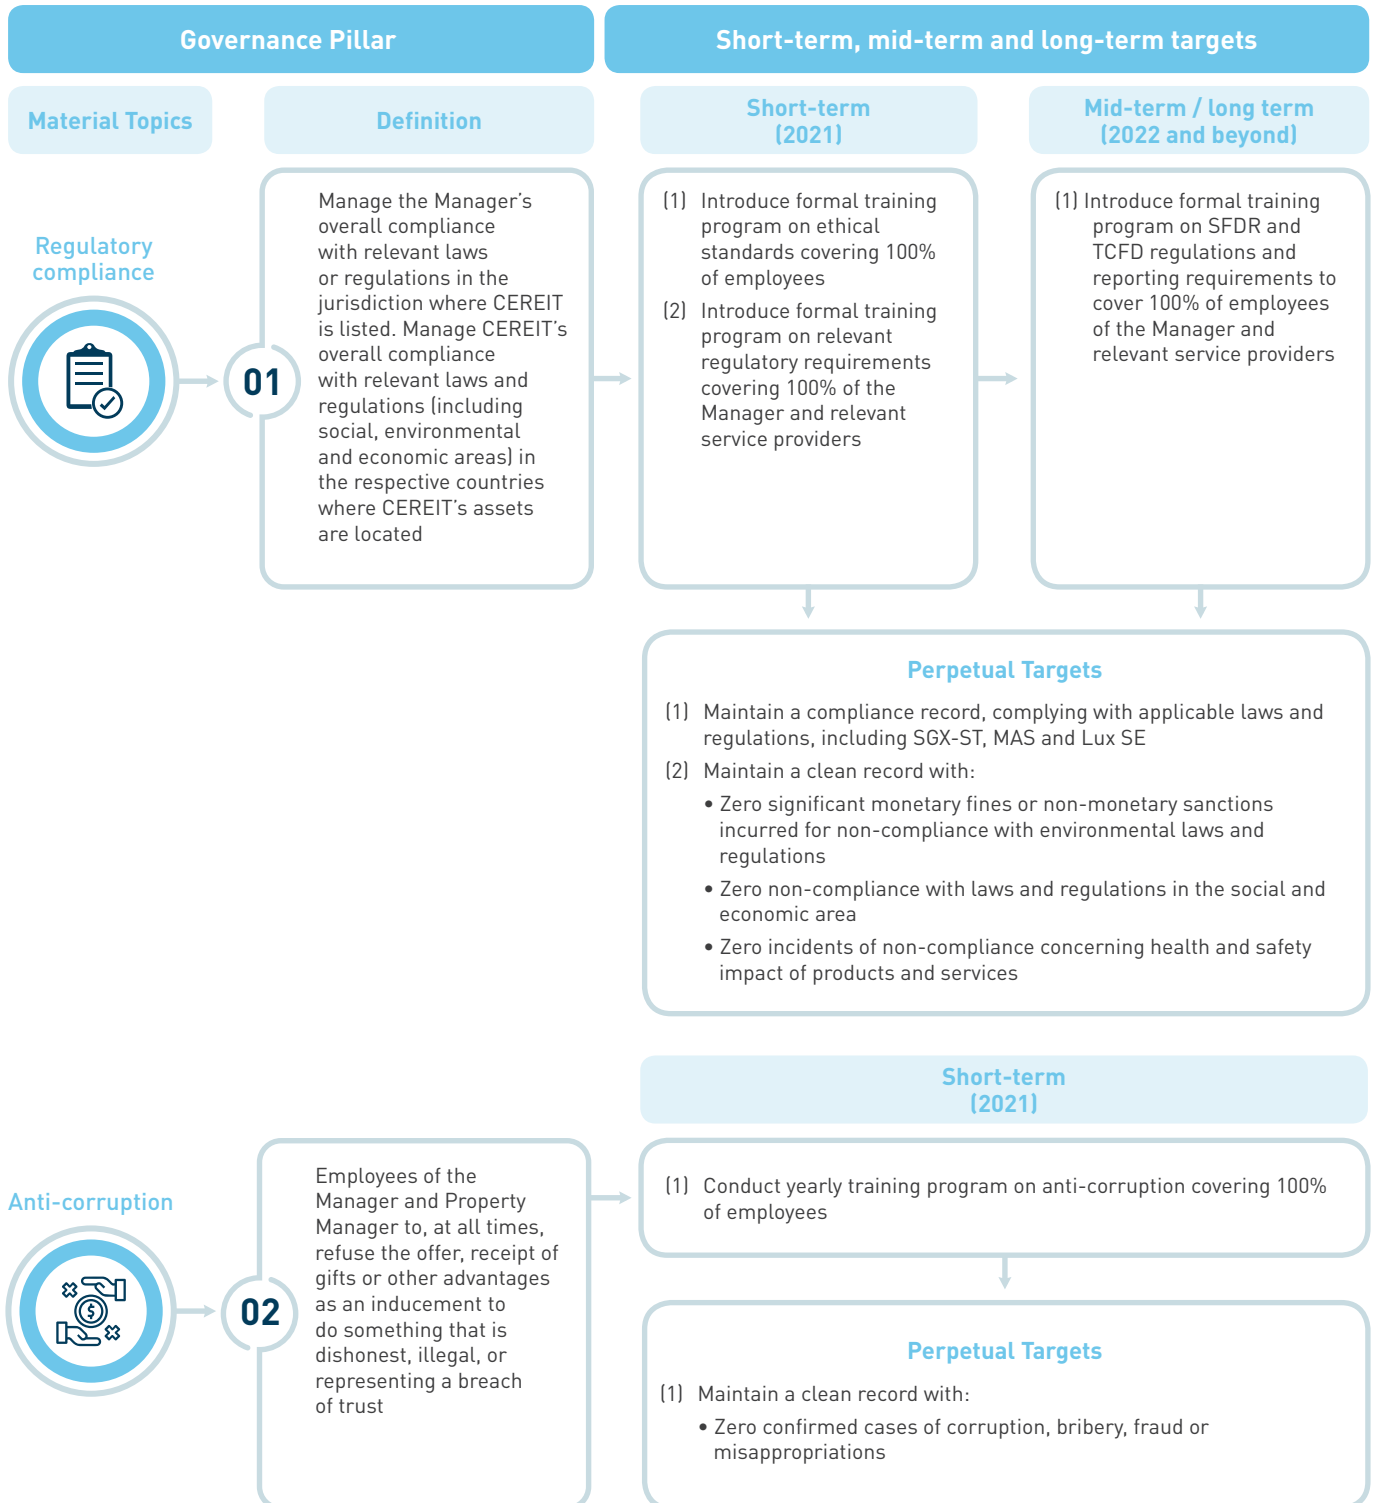 Governance Pillar
Short-term, mid-term and long-term targets
Material Topics
Definition
Short-term
(2021)
Mid-term / long term
(2022 and beyond)
Regulatory
compliance
01
Manage the Manager’s
overall compliance
with relevant laws
or regulations in the
jurisdiction where CEREIT
is listed. Manage CEREIT’s
overall compliance
with relevant laws and
regulations (including
social, environmental
and economic areas) in
the respective countries
where CEREIT’s assets
are located
(1) Introduce formal training
program on ethical
standards covering 100%
of employees
(2) Introduce formal training
program on relevant
regulatory requirements
covering 100% of the
Manager and relevant
service providers
(1) Introduce formal training
program on SFDR and
TCFD regulations and
reporting requirements to
cover 100% of employees
of the Manager and
relevant service providers
Perpetual Targets
(1) Maintain a compliance record, complying with applicable laws and
regulations, including SGX-ST, MAS and Lux SE
(2) Maintain a clean record with:
• Zero significant monetary fines or non-monetary sanctions
incurred for non-compliance with environmental laws and
regulations
• Zero non-compliance with laws and regulations in the social and
economic area
• Zero incidents of non-compliance concerning health and safety
impact of products and services
Short-term
(2021)
Anti-corruption
$
02
Employees of the
Manager and Property
Manager to, at all times,
refuse the offer, receipt of
gifts or other advantages
as an inducement to
do something that is
dishonest, illegal, or
representing a breach
of trust
(1) Conduct yearly training program on anti-corruption covering 100%
of employees
Perpetual Targets
(1) Maintain a clean record with:
• Zero confirmed cases of corruption, bribery, fraud or
misappropriations